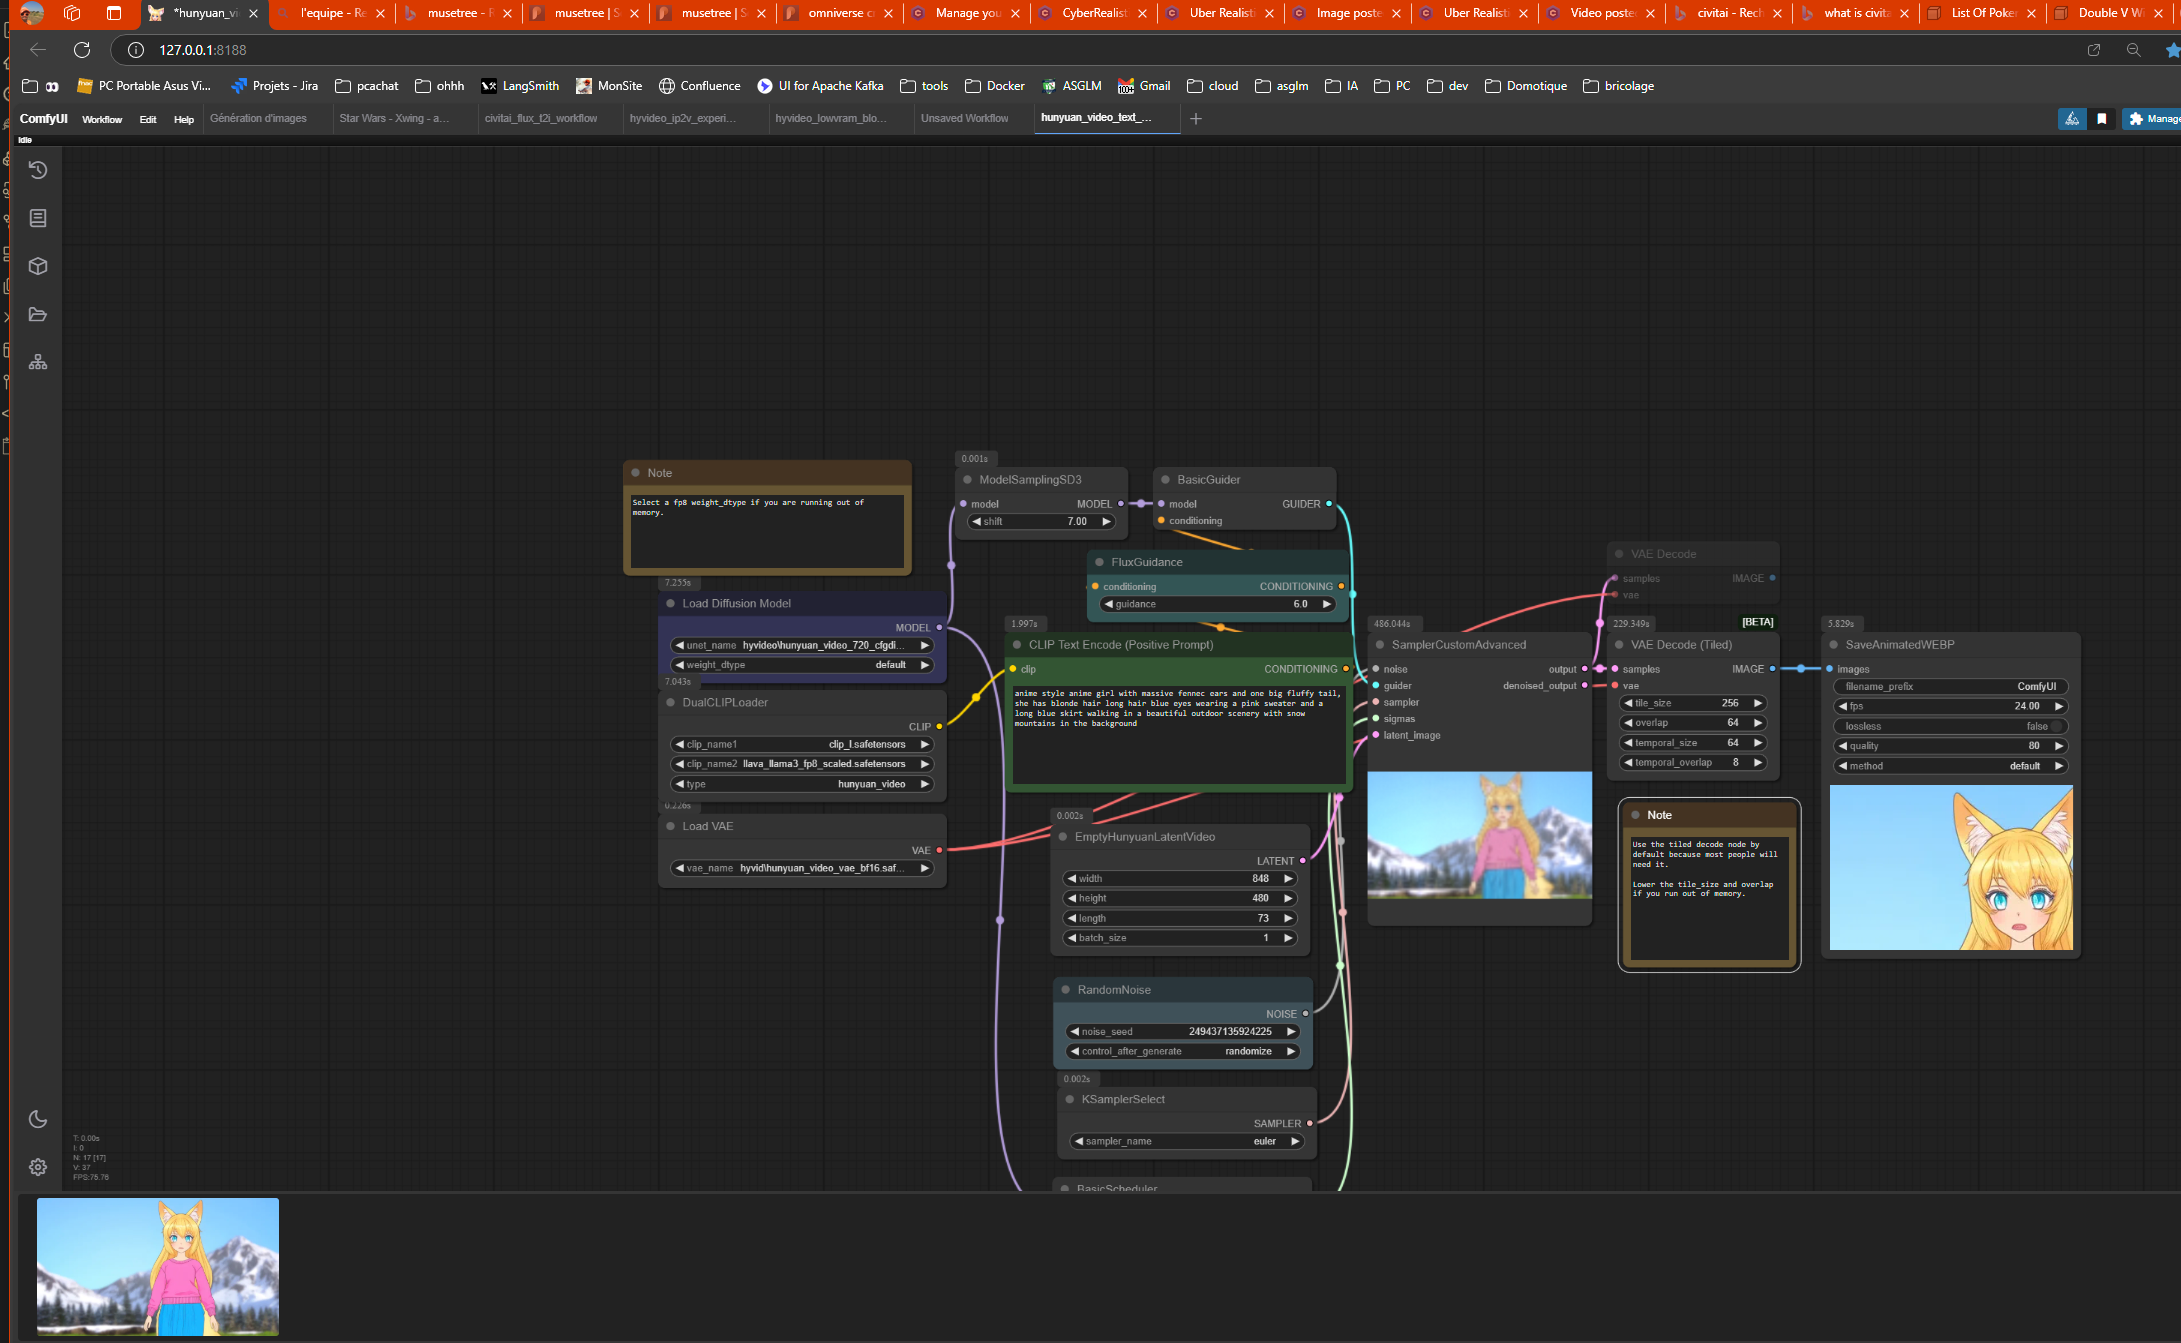 *hunyuan_vi
l'equipe - Re
musetree - R
musetree | S
musetree | S
omniverse c
Manage you
CyberRealist
Uber Realisti
Image poste
Uber Realisti
Video poste
civitai - Rech
what is civita
List Of Poke
Double V Wi
127.0.0.1:8188
PC Portable Asus Vi...
Projets - Jira
pcachat
ohhh
LangSmith
MonSite
Confluence
UI for Apache Kafka
tools
Docker
ASGLM
100+
Gmail
cloud
asglm
IA
PC
dev
Domotique
bricolage
ComfyUI
Workflow
Edit
Help
Génération d'images
Star Wars - Xwing - a...
civitai_flux_t2i_workflow
hyvideo_ip2v_experi...
hyvideo_lowvram_blo...
Unsaved Workflow
hunyuan_video_text_...
Manage
Idle
Note
Select a fp8 weight_dtype if you are running out of
memory.
0.001s
ModelSamplingSD3
model MODEL
shift 7.00
BasicGuider
model GUIDER
conditioning
FluxGuidance
conditioning CONDITIONING
guidance 6.0
7.255s
Load Diffusion Model
MODEL
unet_name hyvideo\hunyuan_video_720_cfgdi...
weight_dtype default
7.043s
DualCLIPLoader
CLIP
clip_name1 clip_l.safetensors
clip_name2 llava_llama3_fp8_scaled.safetensors
type hunyuan_video
0.226s
Load VAE
VAE
vae_name hyvid\hunyuan_video_vae_bf16.saf...
1.997s
CLIP Text Encode (Positive Prompt)
clip CONDITIONING
anime style anime girl with massive fennec ears and one big fluffy tail,
she has blonde hair long hair blue eyes wearing a pink sweater and a
long blue skirt walking in a beautiful outdoor scenery with snow
mountains in the background
0.002s
EmptyHunyuanLatentVideo
LATENT
width 848
height 480
length 73
batch_size 1
RandomNoise
NOISE
noise_seed 249437135924225
control_after_generate randomize
0.002s
KSamplerSelect
SAMPLER
sampler_name euler
BasicScheduler
486.044s
SamplerCustomAdvanced
noise output
guider denoised_output
sampler
sigmas
latent_image
VAE Decode
samples IMAGE
vae
229.349s
[BETA]
VAE Decode (Tiled)
samples IMAGE
vae
tile_size 256
overlap 64
temporal_size 64
temporal_overlap 8
Note
Use the tiled decode node by
default because most people will
need it.
Lower the tile_size and overlap
if you run out of memory.
5.829s
SaveAnimatedWEBP
images
filename_prefix ComfyUI
fps 24.00
lossless false
quality 80
method default
T: 0.00s
I: 0
N: 17 [17]
V: 37
FPS:75.76